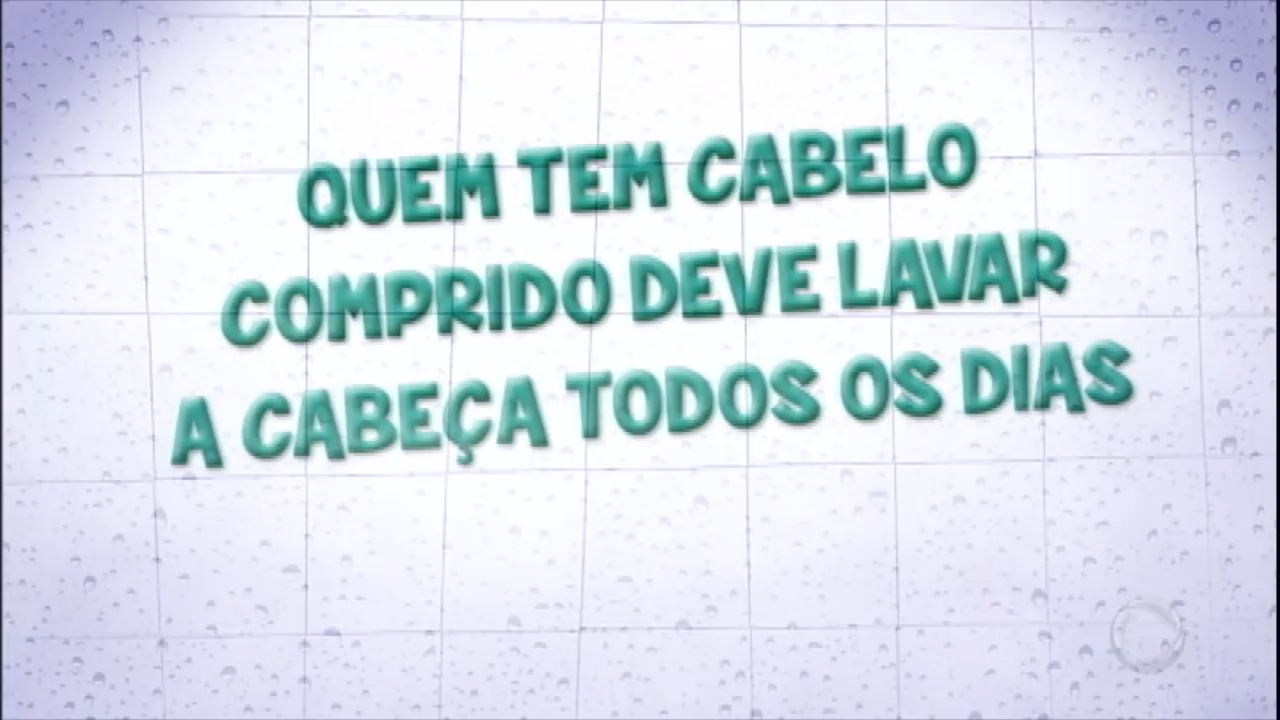 QUEM TEM CABELO
COMPRIDO DEVE LAVAR
A CABEÇA TODOS OS DIAS